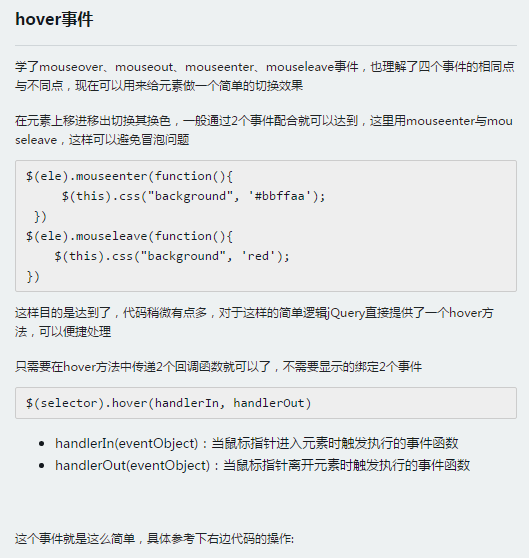 hover事件
学了mouseover、mouseout、mouseenter、mouseleave事件，也理解了四个事件的相同点
与不同点，现在可以用来给元素做一个简单的切换效果
在元素上移进移出切换其换色，一般通过2个事件配合就可以达到，这里用mouseenter与mou
seleave，这样可以避免冒泡问题
$(ele).mouseenter(function(){
     $(this).css("background", '#bbffaa');
 })
$(ele).mouseleave(function(){
    $(this).css("background", 'red');
})
这样目的是达到了，代码稍微有点多，对于这样的简单逻辑jQuery直接提供了一个hover方
法，可以便捷处理
只需要在hover方法中传递2个回调函数就可以了，不需要显示的绑定2个事件
$(selector).hover(handlerIn, handlerOut)
• handlerIn(eventObject)：当鼠标指针进入元素时触发执行的事件函数
• handlerOut(eventObject)：当鼠标指针离开元素时触发执行的事件函数
这个事件就是这么简单，具体参考下右边代码的操作: